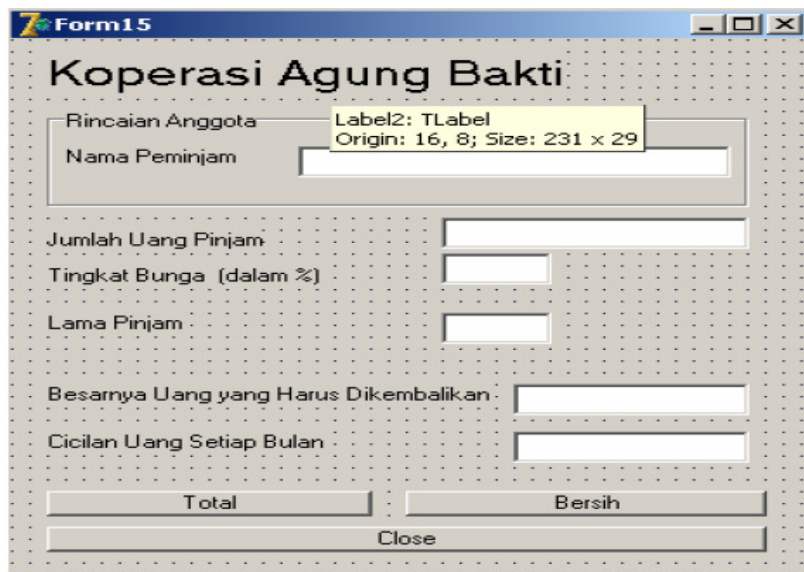 Form15
Koperasi Agung Bakti
Rincaian Anggota
Label2: TLabel
Origin: 16, 8; Size: 231 x 29
Nama Peminjam
Jumlah Uang Pinjam
Tingkat Bunga (dalam %)
Lama Pinjam
Besarnya Uang yang Harus Dikembalikan
Cicilan Uang Setiap Bulan
Total
Bersih
Close